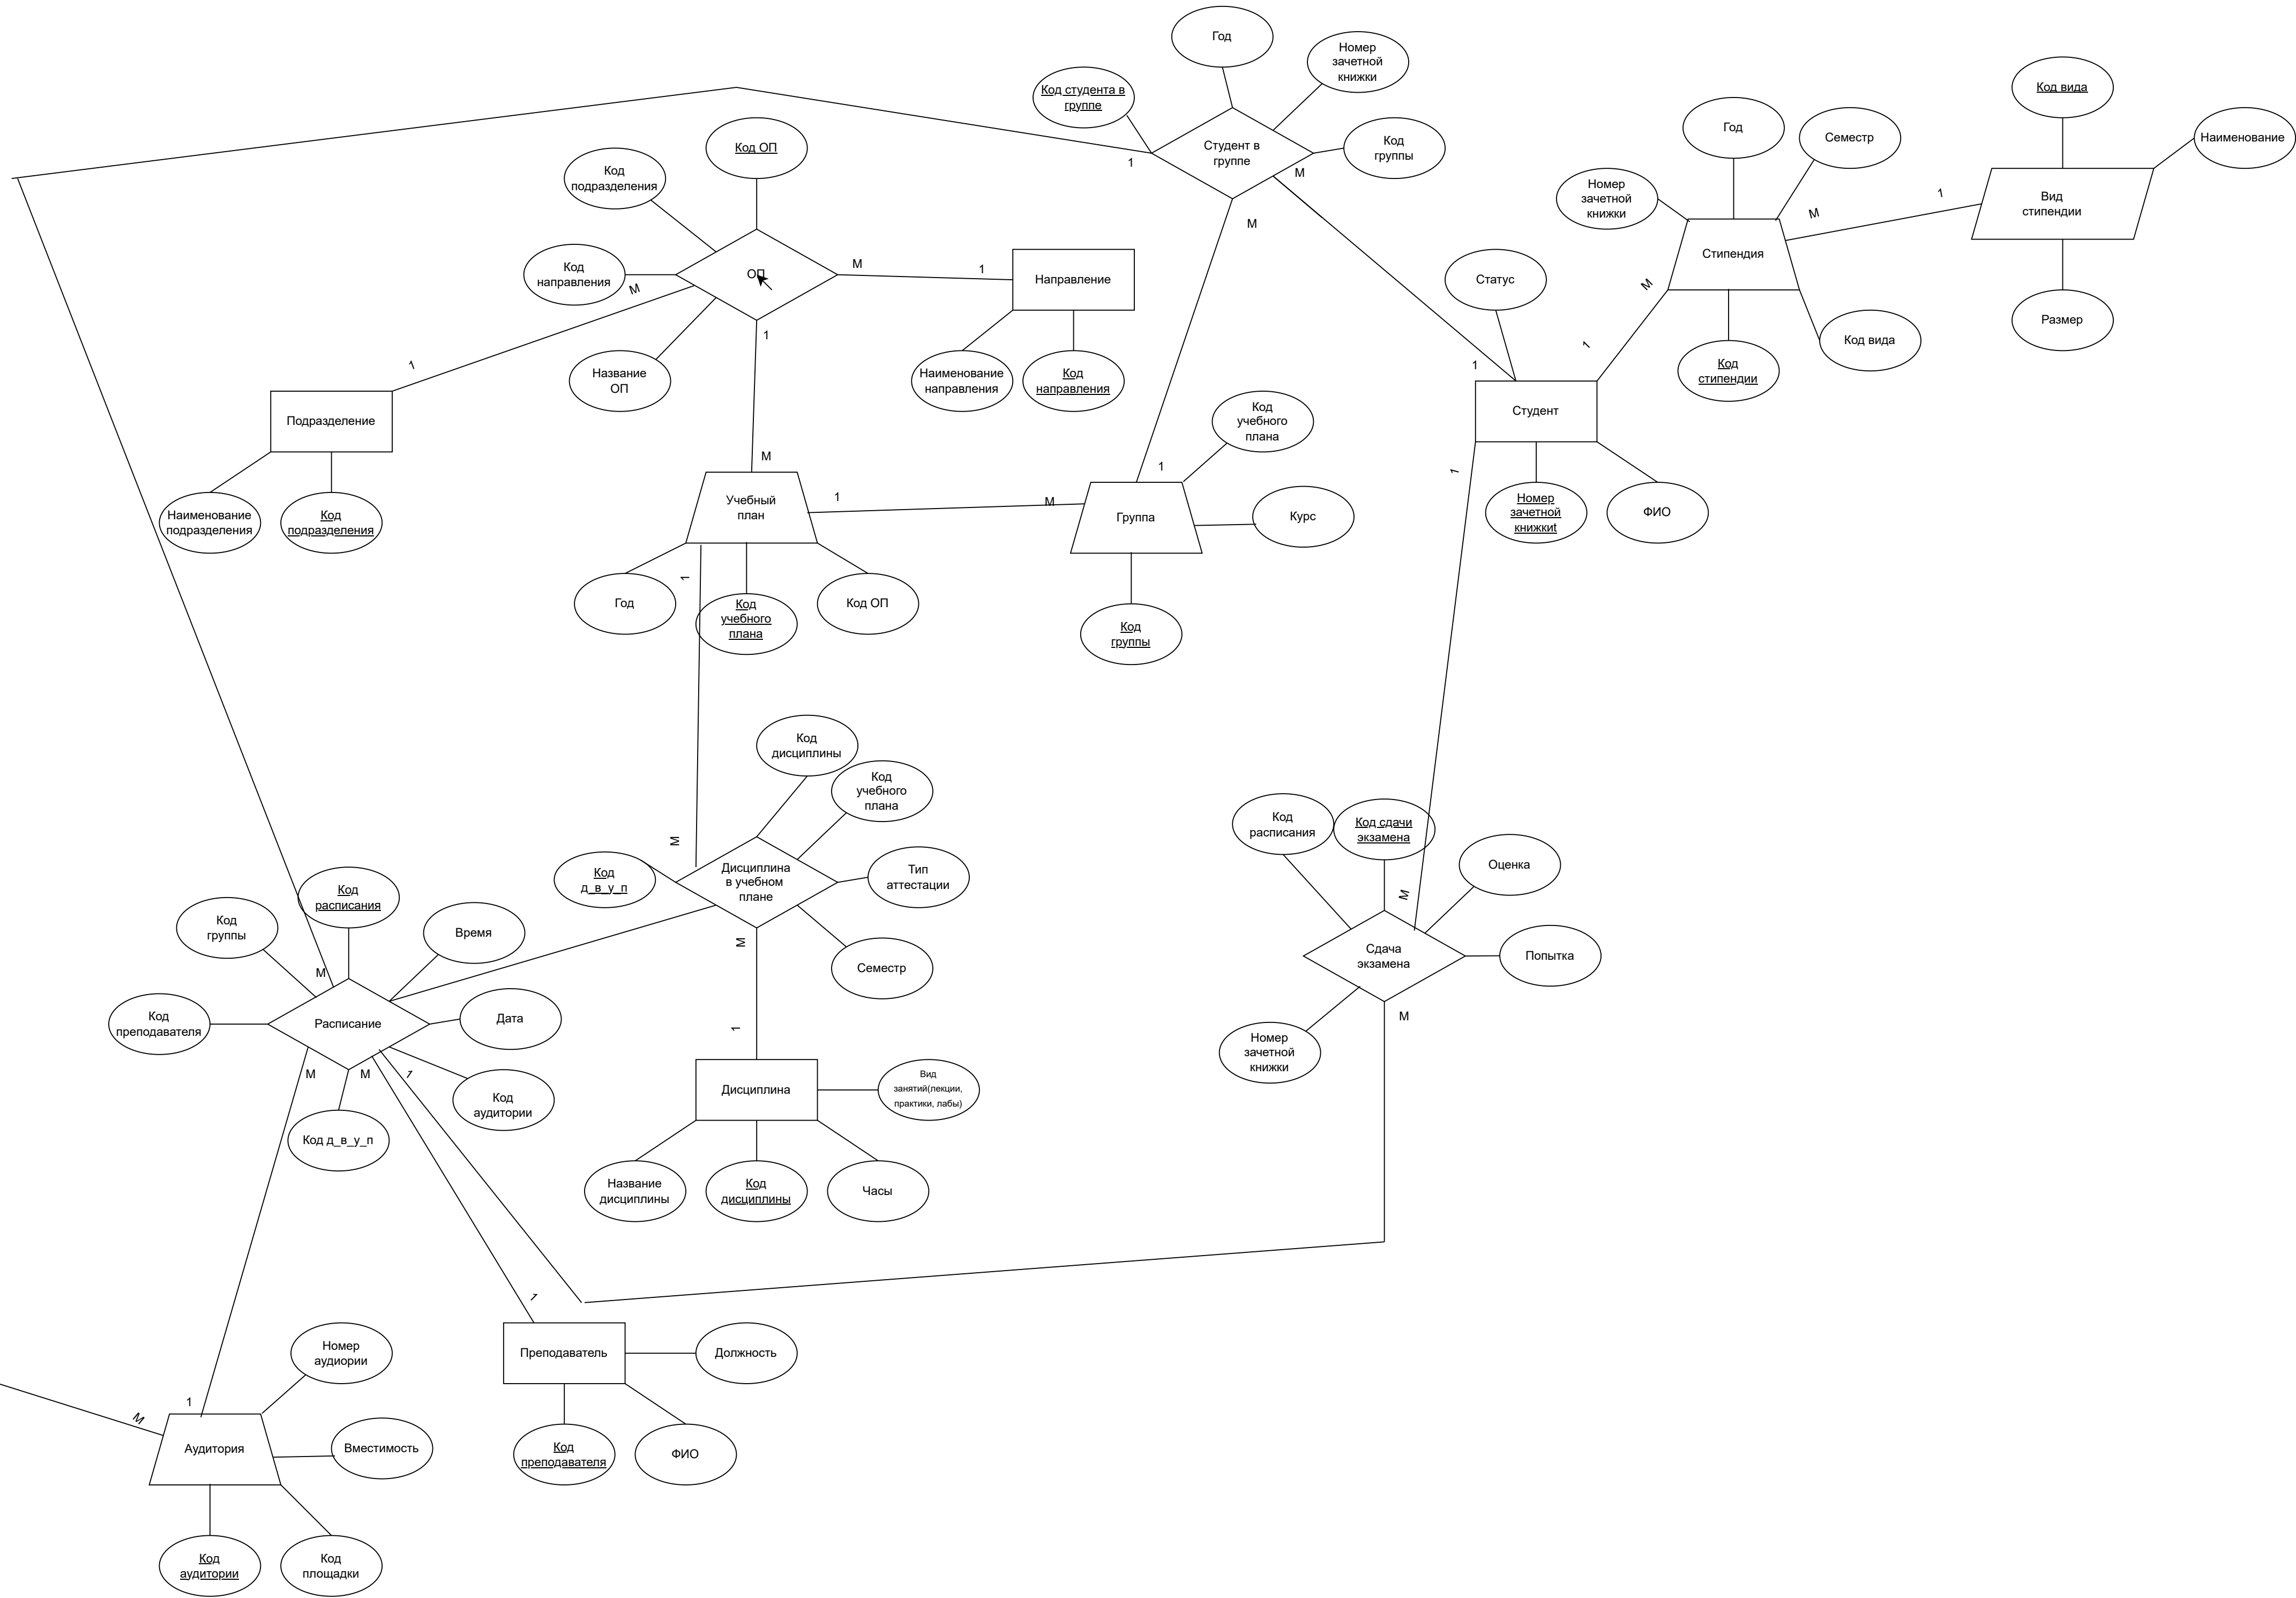 Год
Номер
зачетной
книжки
Код студента в
группе
Код вида
Код ОП
Год
Семестр
Наименование
Студент в
группе
Код
группы
1
М
Код
подразделения
Номер
зачетной
книжки
1
М
Вид
стипендии
М
Стипендия
Код
направления
ОП
М
1
Направление
Статус
М
М
Размер
1
1
Код вида
1
1
Название
ОП
Наименование
направления
Код
направления
Код
стипендии
Подразделение
Студент
Код
учебного
плана
М
1
1
Учебный
план
1
М
Группа
Курс
Наименование
подразделения
Код
подразделения
Номер
зачетной
книжкиt
ФИО
1
Год
Код
учебного
плана
Код ОП
Код
группы
Код
дисциплины
Код
учебного
плана
М
Код
расписания
Код сдачи
экзамена
Код
д_в_у_п
Дисциплина
в учебном
плане
Тип
аттестации
Оценка
М
Код
расписания
Код
группы
Время
М
Семестр
Сдача
экзамена
Попытка
М
Код
преподавателя
Расписание
Дата
М
1
Номер
зачетной
книжки
М
М
1
Код
аудитории
Дисциплина
Вид
занятий(лекции,
практики, лабы)
Код д_в_у_п
Название
дисциплины
Код
дисциплины
Часы
1
Номер
аудиории
Преподаватель
Должность
1
М
Аудитория
Вместимость
Код
преподавателя
ФИО
Код
аудитории
Код
площадки